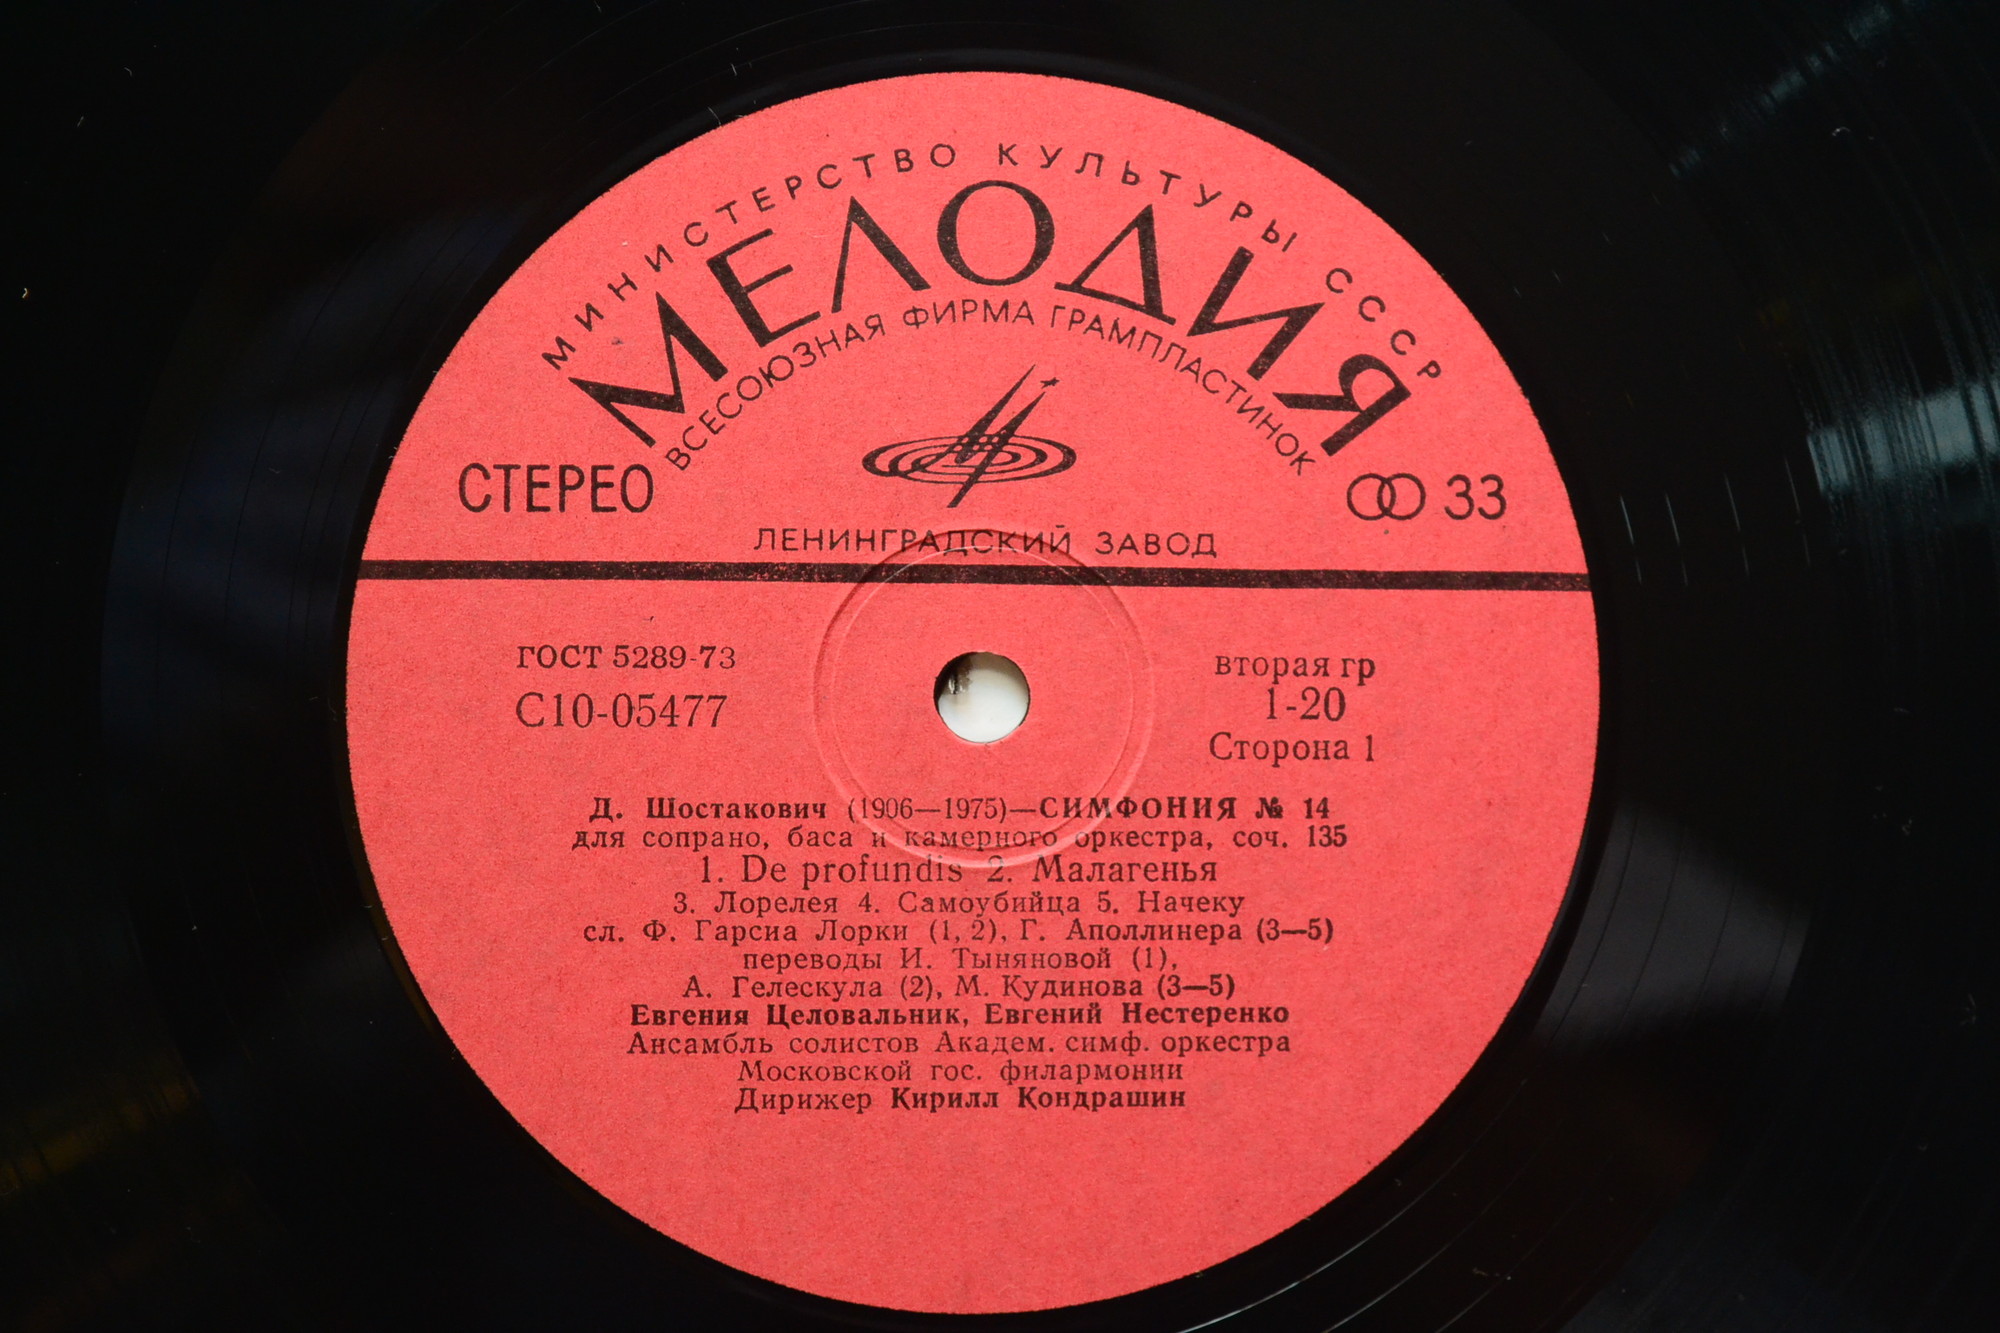 МИНИСТЕРСТВО КУЛЬТУРЫ СССР
МЕЛОДИЯ
ВСЕСОЮЗНАЯ ФИРМА ГРАМПЛАСТИНОК
СТЕРЕО
33
ЛЕНИНГРАДСКИЙ ЗАВОД
ГОСТ 5289-73
С10-05477
вторая гр
1-20
Сторона 1
Д. Шостакович (1906—1975)—СИМФОНИЯ № 14
для сопрано, баса и камерного оркестра, соч. 135
1. De profundis 2. Малагенья
3. Лорелея 4. Самоубийца 5. Начеку
сл. Ф. Гарсиа Лорки (1, 2), Г. Аполлинера (3—5)
переводы И. Тыняновой (1),
А. Гелескула (2), М. Кудинова (3—5)
Евгения Целовальник, Евгений Нестеренко
Ансамбль солистов Академ. симф. оркестра
Московской гос. филармонии
Дирижер Кирилл Кондрашин